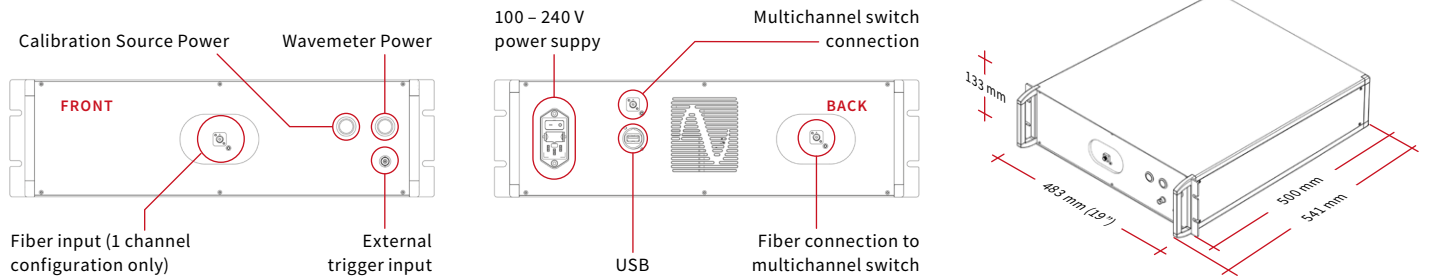 Calibration Source Power
Wavemeter Power
FRONT
Fiber input (1 channel
configuration only)
External
trigger input
100 – 240 V
power suppy
Multichannel switch
connection
BACK
USB
Fiber connection to
multichannel switch
133 mm
483 mm (19")
500 mm
541 mm